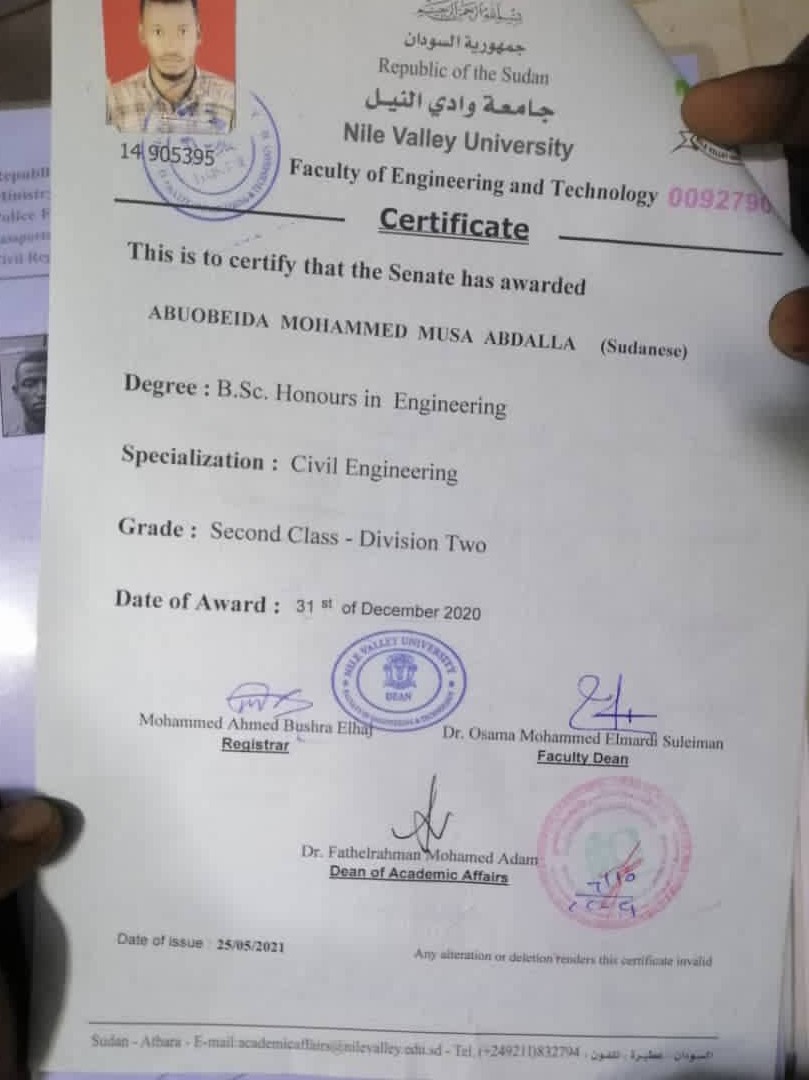 جمهورية السودان
Republic of the Sudan
جامعة وادي النيل
Nile Valley University
14 905395
Faculty of Engineering and Technology
009279
Certificate
This is to certify that the Senate has awarded
ABUOBEIDA MOHAMMED MUSA ABDALLA (Sudanese)
Degree : B.Sc. Honours in Engineering
Specialization : Civil Engineering
Grade : Second Class - Division Two
Date of Award : 31 st of December 2020
NILE VALLEY UNIVERSITY
DEAN
FACULTY OF ENGINEERING & TECHNOLOGY
Mohammed Ahmed Bushra Elhaj
Registrar
Dr. Osama Mohammed Elmardi Suleiman
Faculty Dean
Dr. Fathelrahman Mohamed Adam
Dean of Academic Affairs
Date of issue : 25/05/2021
Any alteration or deletion renders this certificate invalid
Sudan - Atbara - E-mail:academicaffairs@nilevalley.edu.sd - Tel: (+249211)832794 السودان - عطبرة - تلفون :